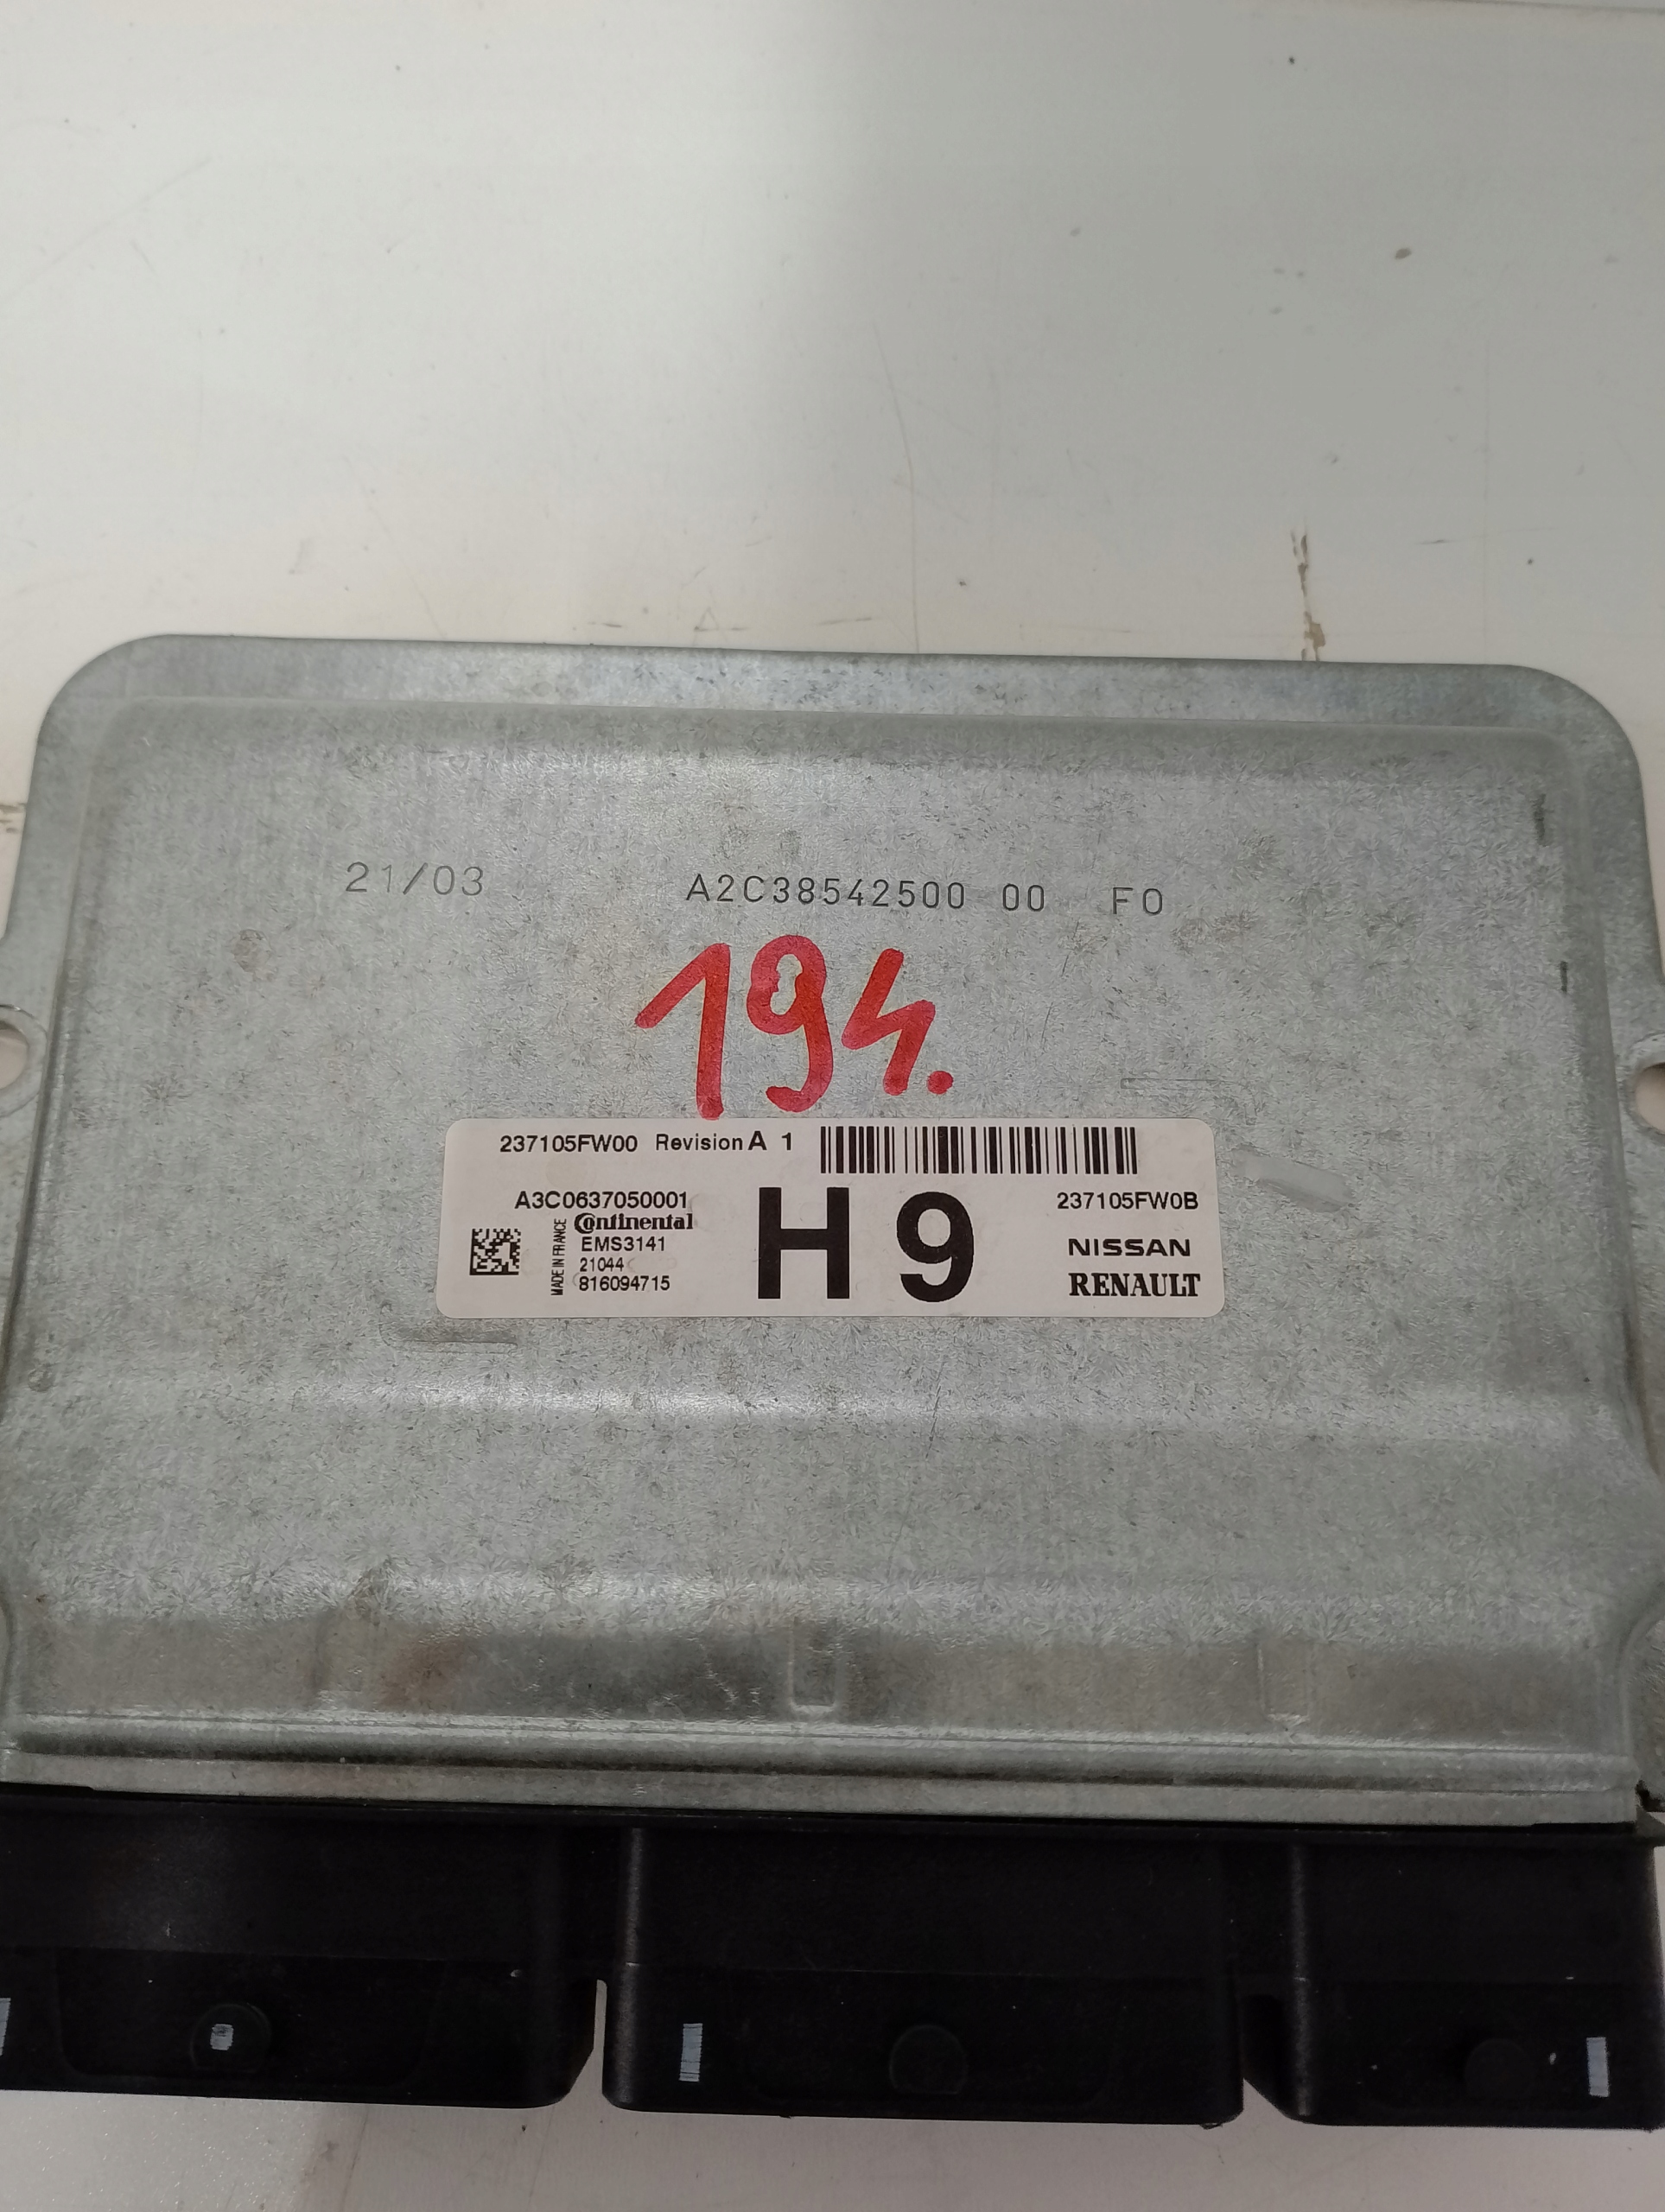 21/03 A2C38542500 00 F0
194.
237105FW00 Revision A 1
A3C0637050001 237105FW0B
Continental
MADE IN FRANCE
EMS3141
21044
816094715
H 9
NISSAN
RENAULT